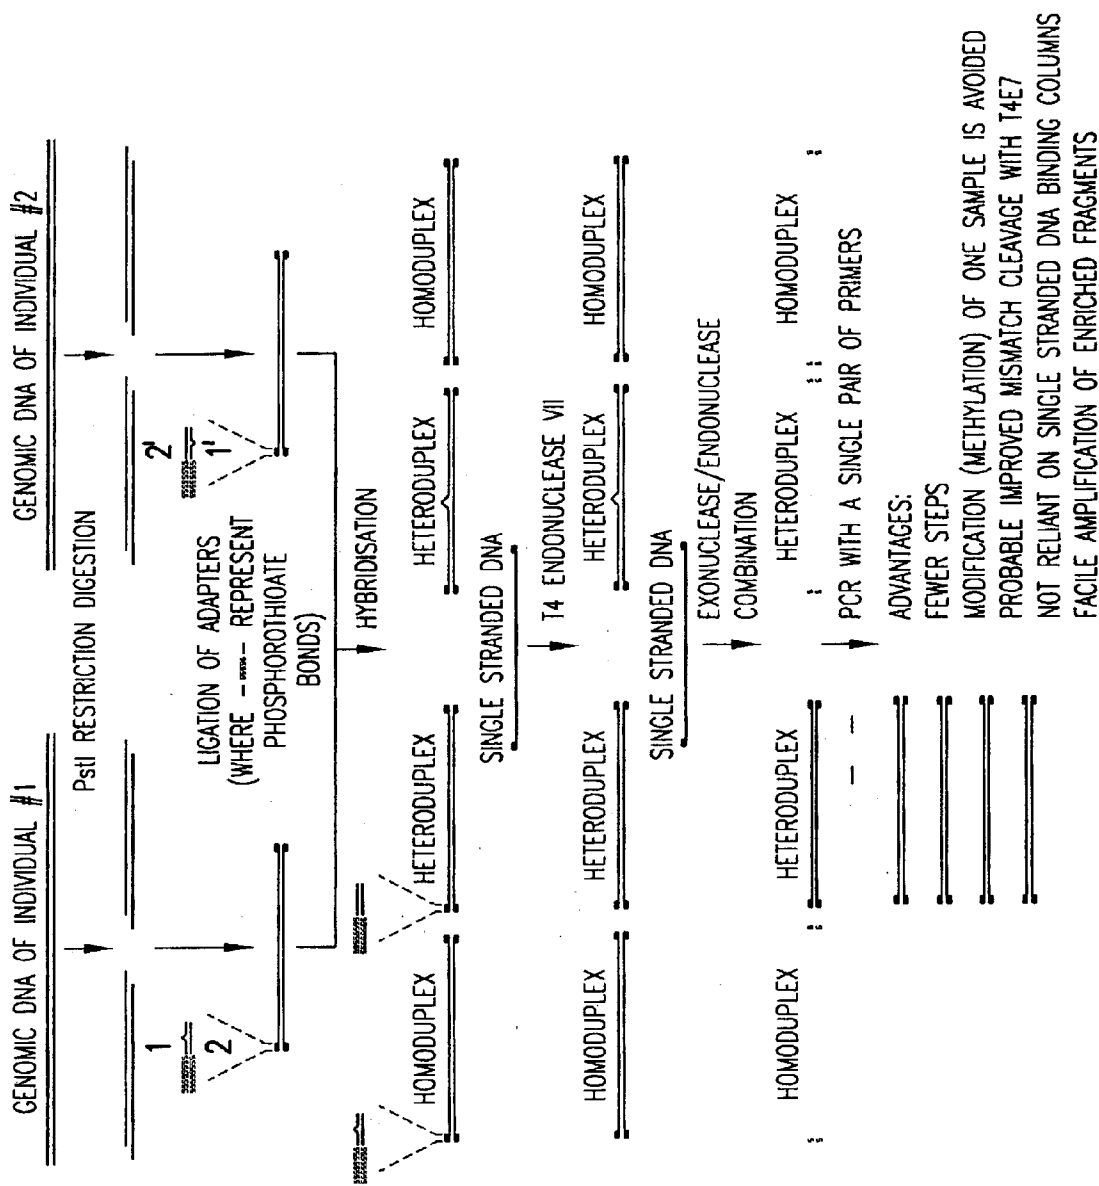 GENOMIC DNA OF INDIVIDUAL #1
GENOMIC DNA OF INDIVIDUAL #2
PstI RESTRICTION DIGESTION
1
2
2'
1'
LIGATION OF ADAPTERS
(WHERE ---- REPRESENT
PHOSPHOROTHIOATE
BONDS)
HYBRIDISATION
HOMODUPLEX
HETERODUPLEX
HETERODUPLEX
HOMODUPLEX
SINGLE STRANDED DNA
T4 ENDONUCLEASE VII
HOMODUPLEX
HETERODUPLEX
HETERODUPLEX
HOMODUPLEX
SINGLE STRANDED DNA
EXONUCLEASE/ENDONUCLEASE
COMBINATION
HOMODUPLEX
HETERODUPLEX
HETERODUPLEX
HOMODUPLEX
PCR WITH A SINGLE PAIR OF PRIMERS
ADVANTAGES:
FEWER STEPS
MODIFICATION (METHYLATION) OF ONE SAMPLE IS AVOIDED
PROBABLE IMPROVED MISMATCH CLEAVAGE WITH T4E7
NOT RELIANT ON SINGLE STRANDED DNA BINDING COLUMNS
FACILE AMPLIFICATION OF ENRICHED FRAGMENTS